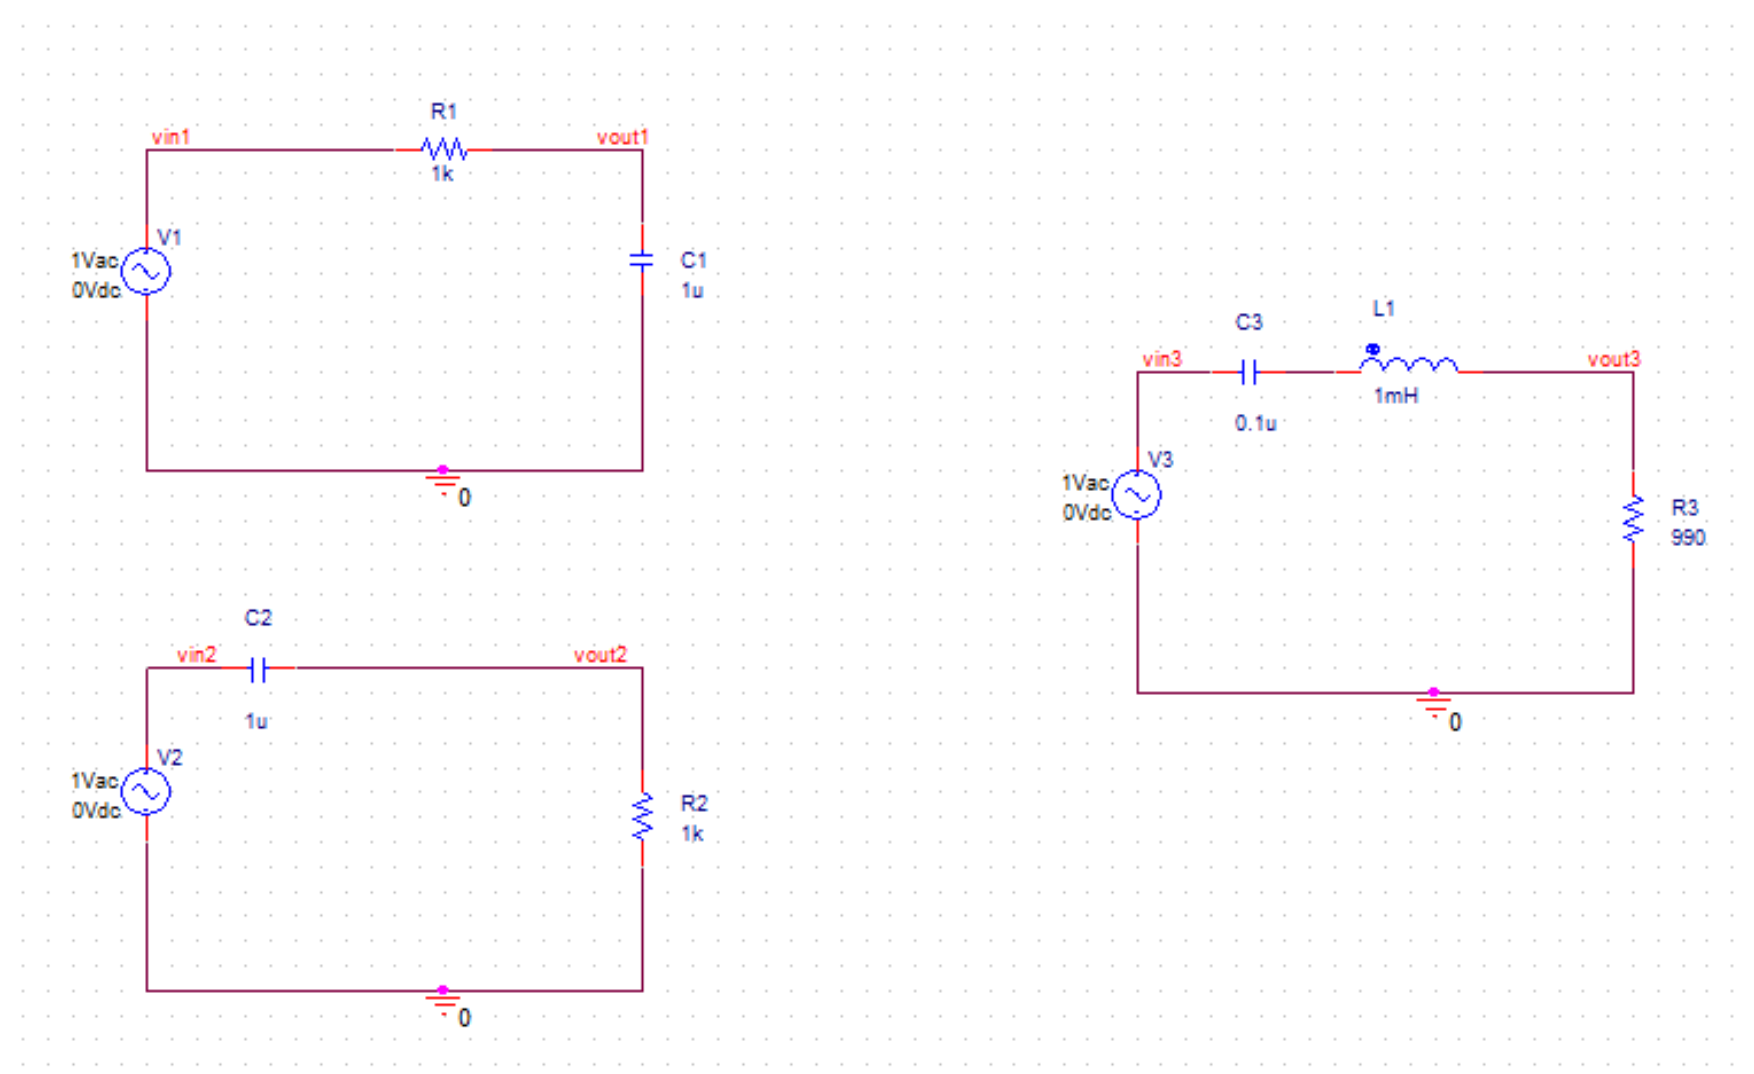 R1
vin1
vout1
1k
V1
1Vac
0Vdc
C1
1u
0
C2
vin2
vout2
1u
V2
1Vac
0Vdc
R2
1k
0
L1
C3
vin3
vout3
1mH
0.1u
V3
1Vac
0Vdc
R3
990
0